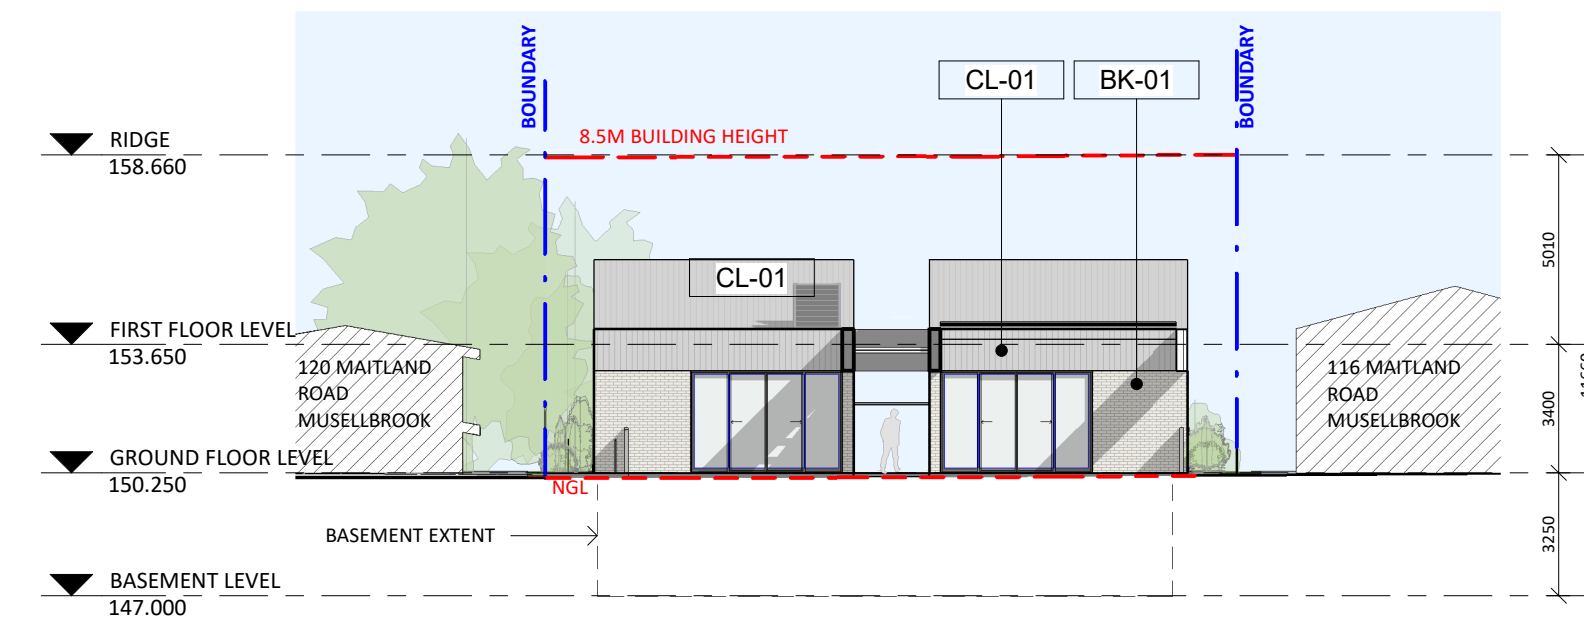 BOUNDARY
BOUNDARY
CL-01
BK-01
8.5M BUILDING HEIGHT
RIDGE
158.660
5010
CL-01
FIRST FLOOR LEVEL
153.650
120 MAITLAND
ROAD
MUSELLBROOK
116 MAITLAND
ROAD
MUSELLBROOK
3400
11660
GROUND FLOOR LEVEL
150.250
NGL
BASEMENT EXTENT
3250
BASEMENT LEVEL
147.000